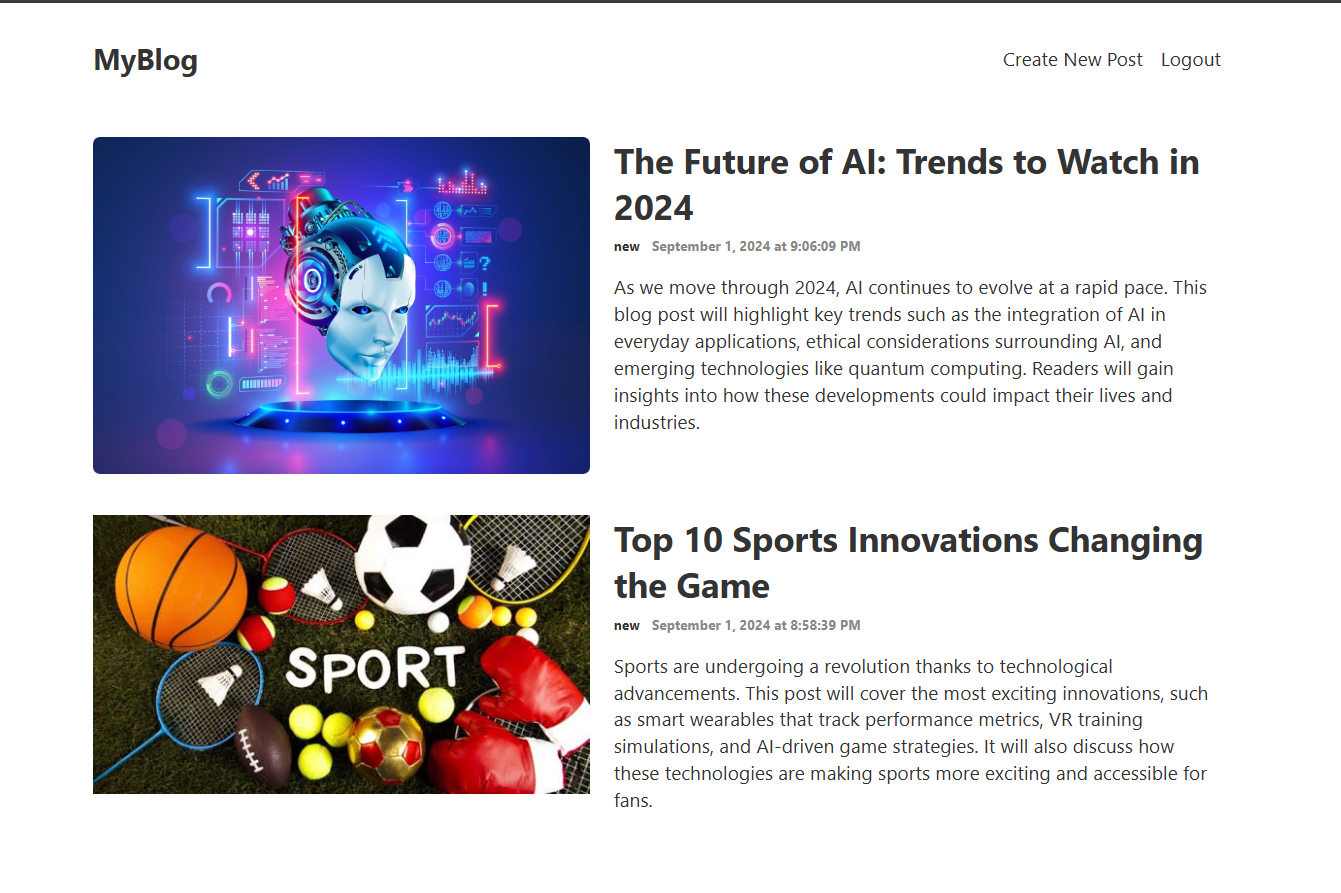 MyBlog
Create New Post Logout
The Future of AI: Trends to Watch in
2024
new September 1, 2024 at 9:06:09 PM
As we move through 2024, AI continues to evolve at a rapid pace. This
blog post will highlight key trends such as the integration of AI in
everyday applications, ethical considerations surrounding AI, and
emerging technologies like quantum computing. Readers will gain
insights into how these developments could impact their lives and
industries.
SPORT
Top 10 Sports Innovations Changing
the Game
new September 1, 2024 at 8:58:39 PM
Sports are undergoing a revolution thanks to technological
advancements. This post will cover the most exciting innovations, such
as smart wearables that track performance metrics, VR training
simulations, and AI-driven game strategies. It will also discuss how
these technologies are making sports more exciting and accessible for
fans.